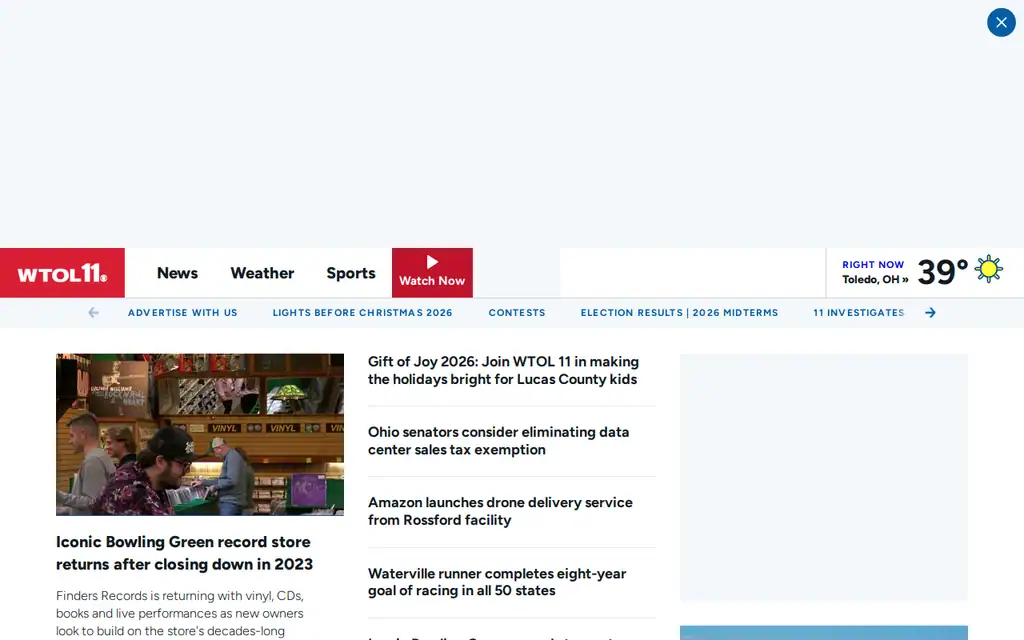 WTOL11
News
Weather
Sports
Watch Now
RIGHT NOW
Toledo, OH »
39°
ADVERTISE WITH US
LIGHTS BEFORE CHRISTMAS 2026
CONTESTS
ELECTION RESULTS | 2026 MIDTERMS
11 INVESTIGATES
VINYL
VINYL
Iconic Bowling Green record store
returns after closing down in 2023
Finders Records is returning with vinyl, CDs,
books and live performances as new owners
look to build on the store's decades-long
Gift of Joy 2026: Join WTOL 11 in making
the holidays bright for Lucas County kids
Ohio senators consider eliminating data
center sales tax exemption
Amazon launches drone delivery service
from Rossford facility
Waterville runner completes eight-year
goal of racing in all 50 states